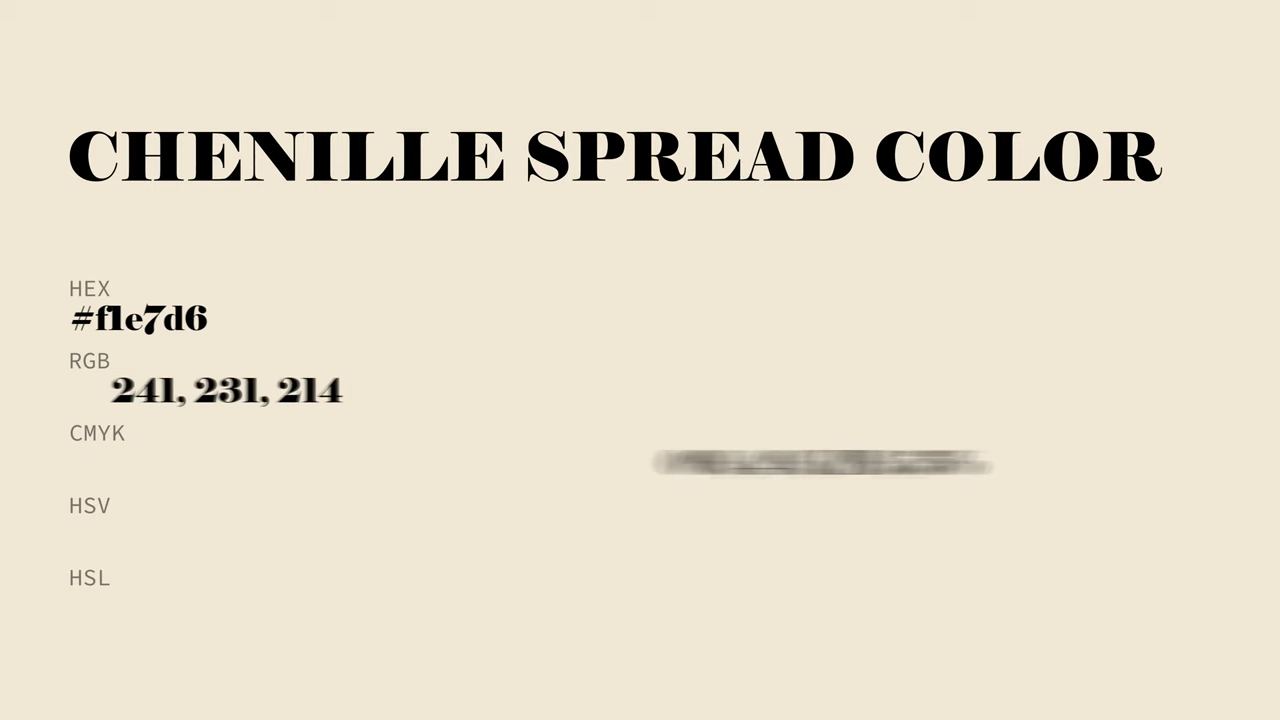 CHENILLE SPREAD COLOR
HEX
#f1e7d6
RGB
241, 231, 214
CMYK
HSV
HSL